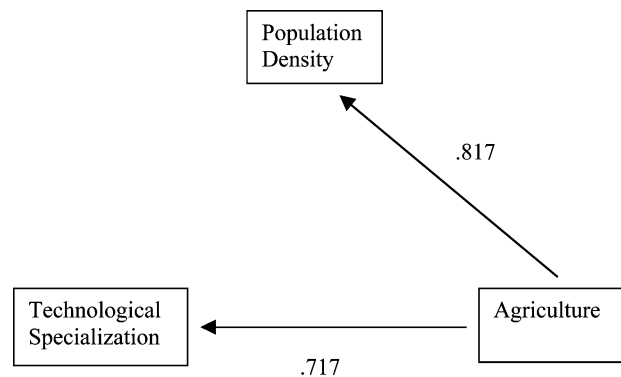 Population
Density
.817
Technological
Specialization
Agriculture
.717